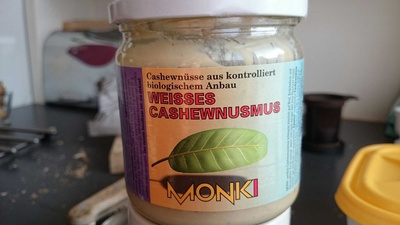 Cashewnüsse aus kontrolliert
biologischem Anbau
WEISSES
CASHEWNUSMUS
MONKI